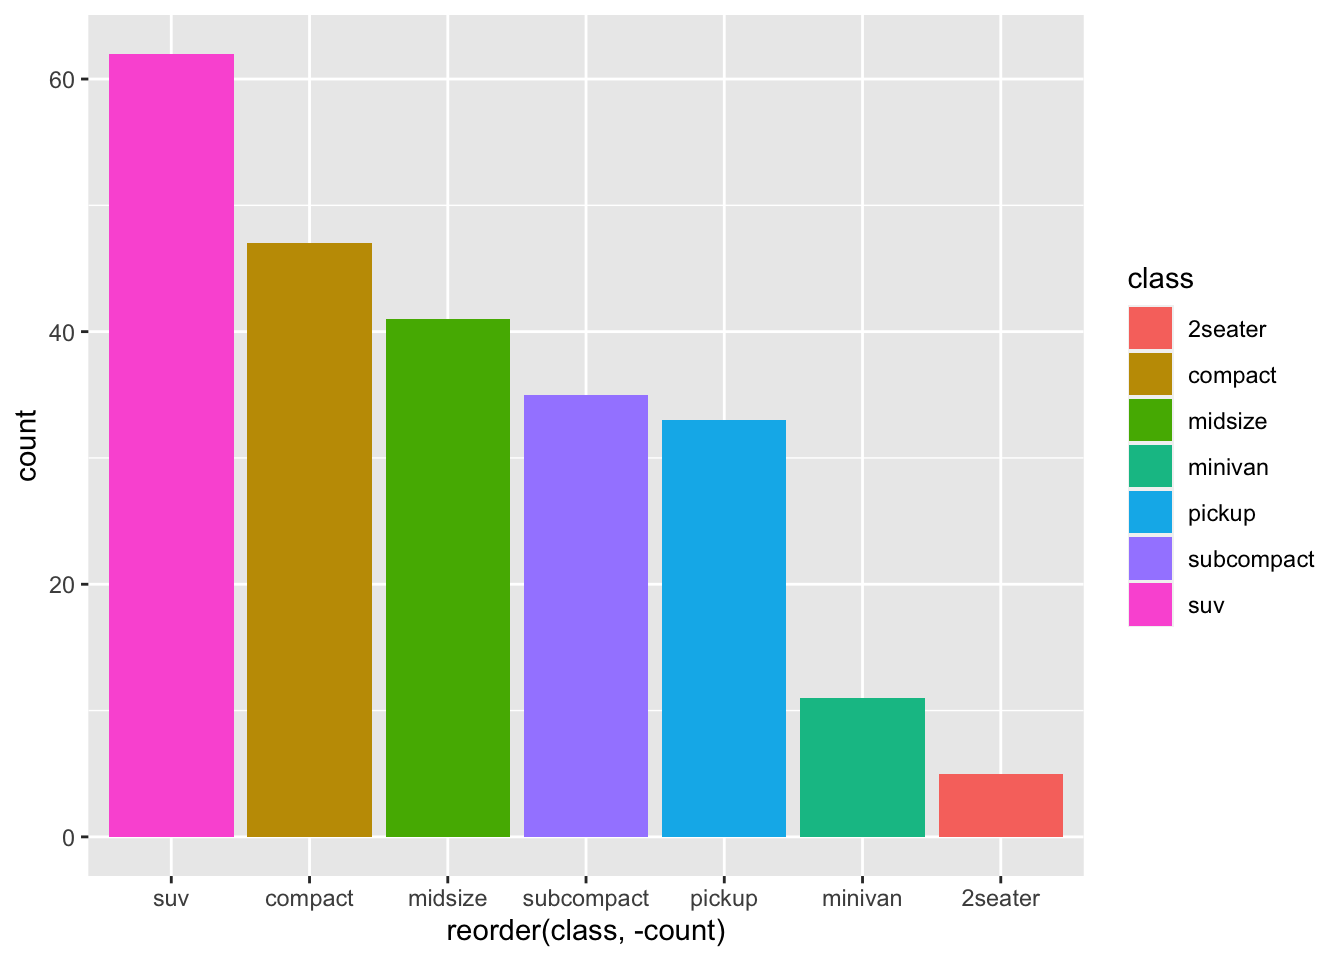 60
40
20
0
count
suv compact midsize subcompact pickup minivan 2seater
reorder(class, -count)
class
2seater
compact
midsize
minivan
pickup
subcompact
suv